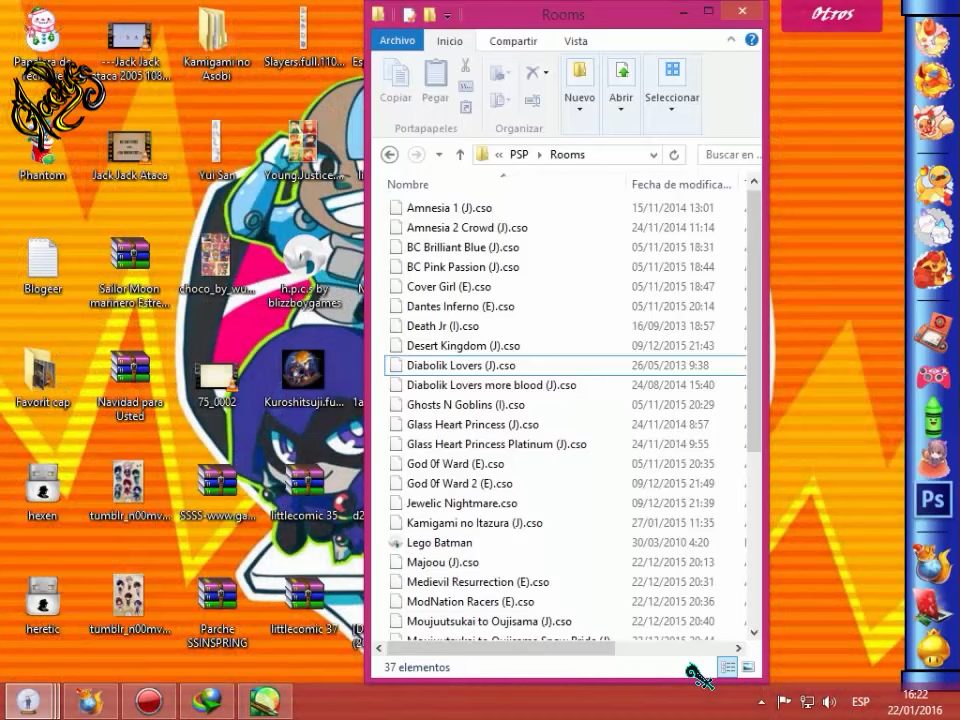 Rooms
Otros
Archivo
Inicio
Compartir
Vista
Copiar
Pegar
Nuevo
Abrir
Seleccionar
Portapapeles
Organizar
« PSP
Rooms
Buscar en ...
Nombre
Fecha de modifica...
Amnesia 1 (J).cso 15/11/2014 13:01
Amnesia 2 Crowd (J).cso 24/11/2014 11:14
BC Brilliant Blue (J).cso 05/11/2015 18:31
BC Pink Passion (J).cso 05/11/2015 18:44
Cover Girl (E).cso 05/11/2015 18:47
Dantes Inferno (E).cso 05/11/2015 20:14
Death Jr (I).cso 16/09/2013 18:57
Desert Kingdom (J).cso 09/12/2015 21:43
Diabolik Lovers (J).cso 26/05/2013 9:38
Diabolik Lovers more blood (J).cso 24/08/2014 15:40
Ghosts N Goblins (I).cso 05/11/2015 20:29
Glass Heart Princess (J).cso 24/11/2014 8:57
Glass Heart Princess Platinum (J).cso 24/11/2014 9:55
God 0f Ward (E).cso 05/11/2015 20:35
God 0f Ward 2 (E).cso 09/12/2015 21:49
Jewelic Nightmare.cso 09/12/2015 21:39
Kamigami no Itazura (J).cso 27/01/2015 11:35
Lego Batman 30/03/2010 4:20
Majoou (J).cso 22/12/2015 20:13
Medievil Resurrection (E).cso 22/12/2015 20:31
ModNation Racers (E).cso 22/12/2015 20:36
Moujuutsukai to Oujisama (J).cso 22/12/2015 20:40
37 elementos
---Jack Jack
Ataca 2005 108...
Kamigami no
Asobi
Slayers.full.110...
Phantom
Jack Jack Ataca
Yui San
Young.Justice....
Blogeer
Sailor Moon
marinero Estre...
choco_by_wu...
h.p.c.s by
blizzboygames
Favorit cap
Navidad para
Usted
75_0002
Kuroshitsuji.fu...
hexen
tumblr_n00mv...
SSSS-www.ga...
littlecomic 35
heretic
tumblr_n00mv...
Parche
SSINSPRING
littlecomic 37
Ps
ESP
16:22
22/01/2016